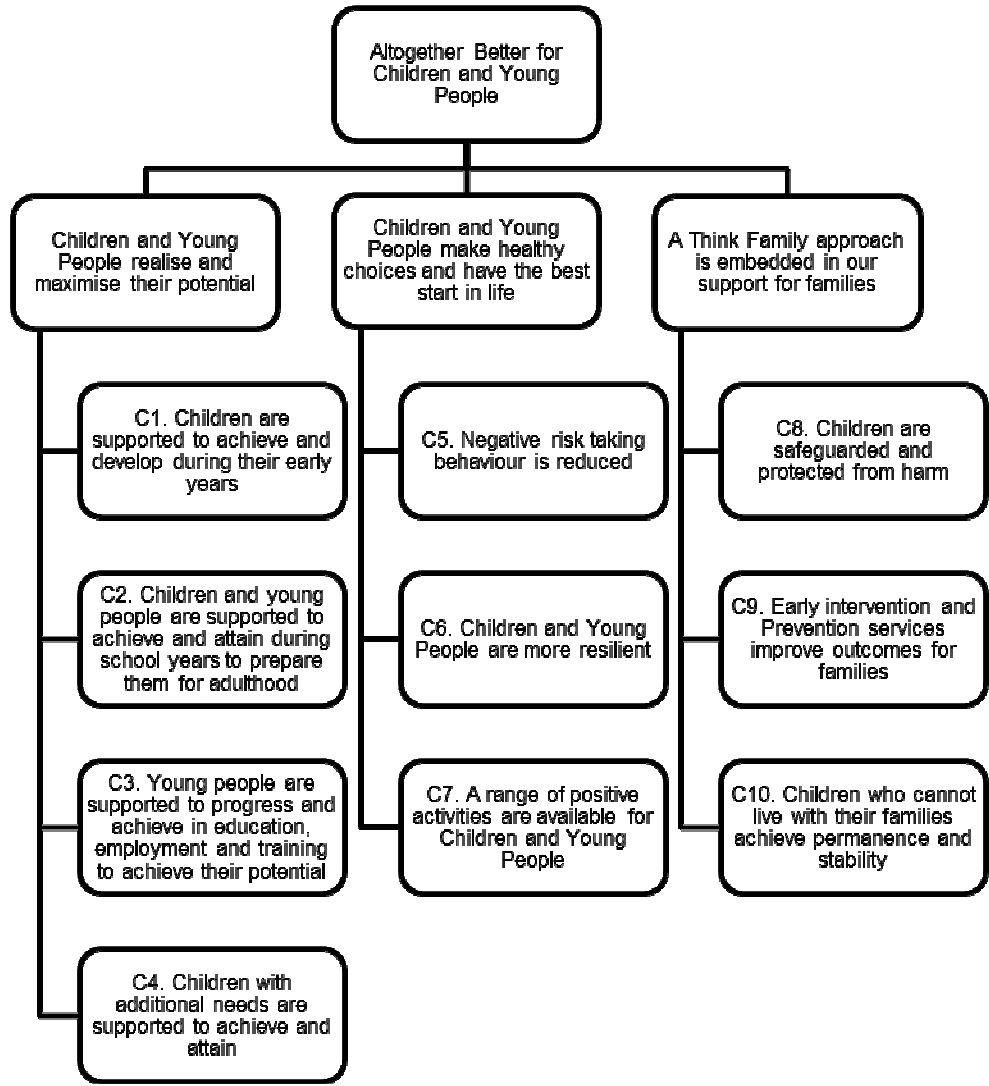 Altogether Better for
Children and Young
People
Children and Young
People realise and
maximise their potential
Children and Young
People make healthy
choices and have the best
start in life
A Think Family approach
is embedded in our
support for families
C1. Children are
supported to achieve and
develop during their early
years
C2. Children and young
people are supported to
achieve and attain during
school years to prepare
them for adulthood
C3. Young people are
supported to progress and
achieve in education,
employment and training
to achieve their potential
C4. Children with
additional needs are
supported to achieve and
attain
C5. Negative risk taking
behaviour is reduced
C6. Children and Young
People are more resilient
C7. A range of positive
activities are available for
Children and Young
People
C8. Children are
safeguarded and
protected from harm
C9. Early intervention and
Prevention services
improve outcomes for
families
C10. Children who cannot
live with their families
achieve permanence and
stability